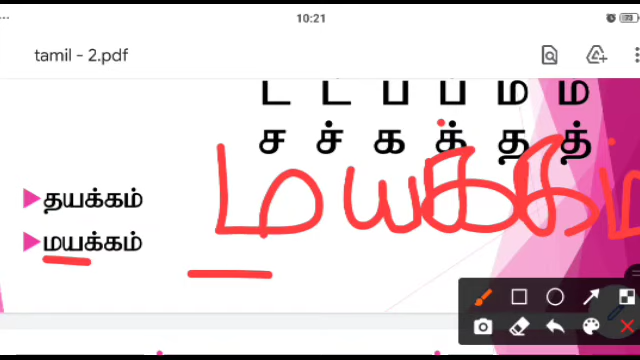 10:21
tamil - 2.pdf
ட ட் ப ப் ம ம்
ச ச் க க் த த்
தயக்கம்
மயக்கம்
மயக்கம்